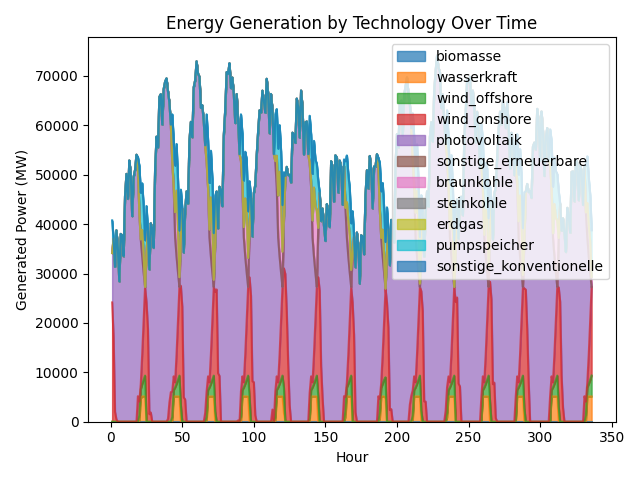 Energy Generation by Technology Over Time
biomasse
wasserkraft
wind_offshore
wind_onshore
photovoltaik
sonstige_erneuerbare
braunkohle
steinkohle
erdgas
pumpspeicher
sonstige_konventionelle
Generated Power (MW)
70000
60000
50000
40000
30000
20000
10000
0
0 50 100 150 200 250 300 350
Hour